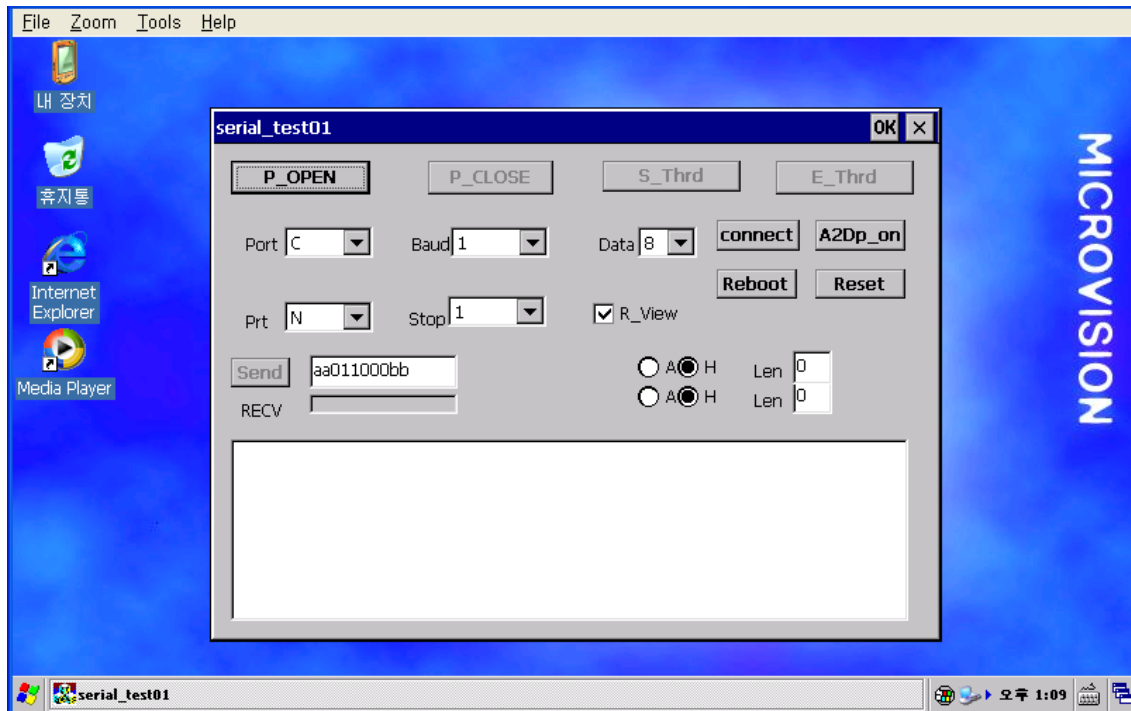 File Zoom Tools Help
내 장치
휴지통
Internet
Explorer
Media Player
serial_test01 OK
P_OPEN P_CLOSE S_Thrd E_Thrd
Port C Baud 1 Data 8 connect A2Dp_on
Reboot Reset
Prt N Stop 1 R_View
Send aa011000bb A H Len 0
RECV A H Len 0
MICROVISION
serial_test01 오후 1:09